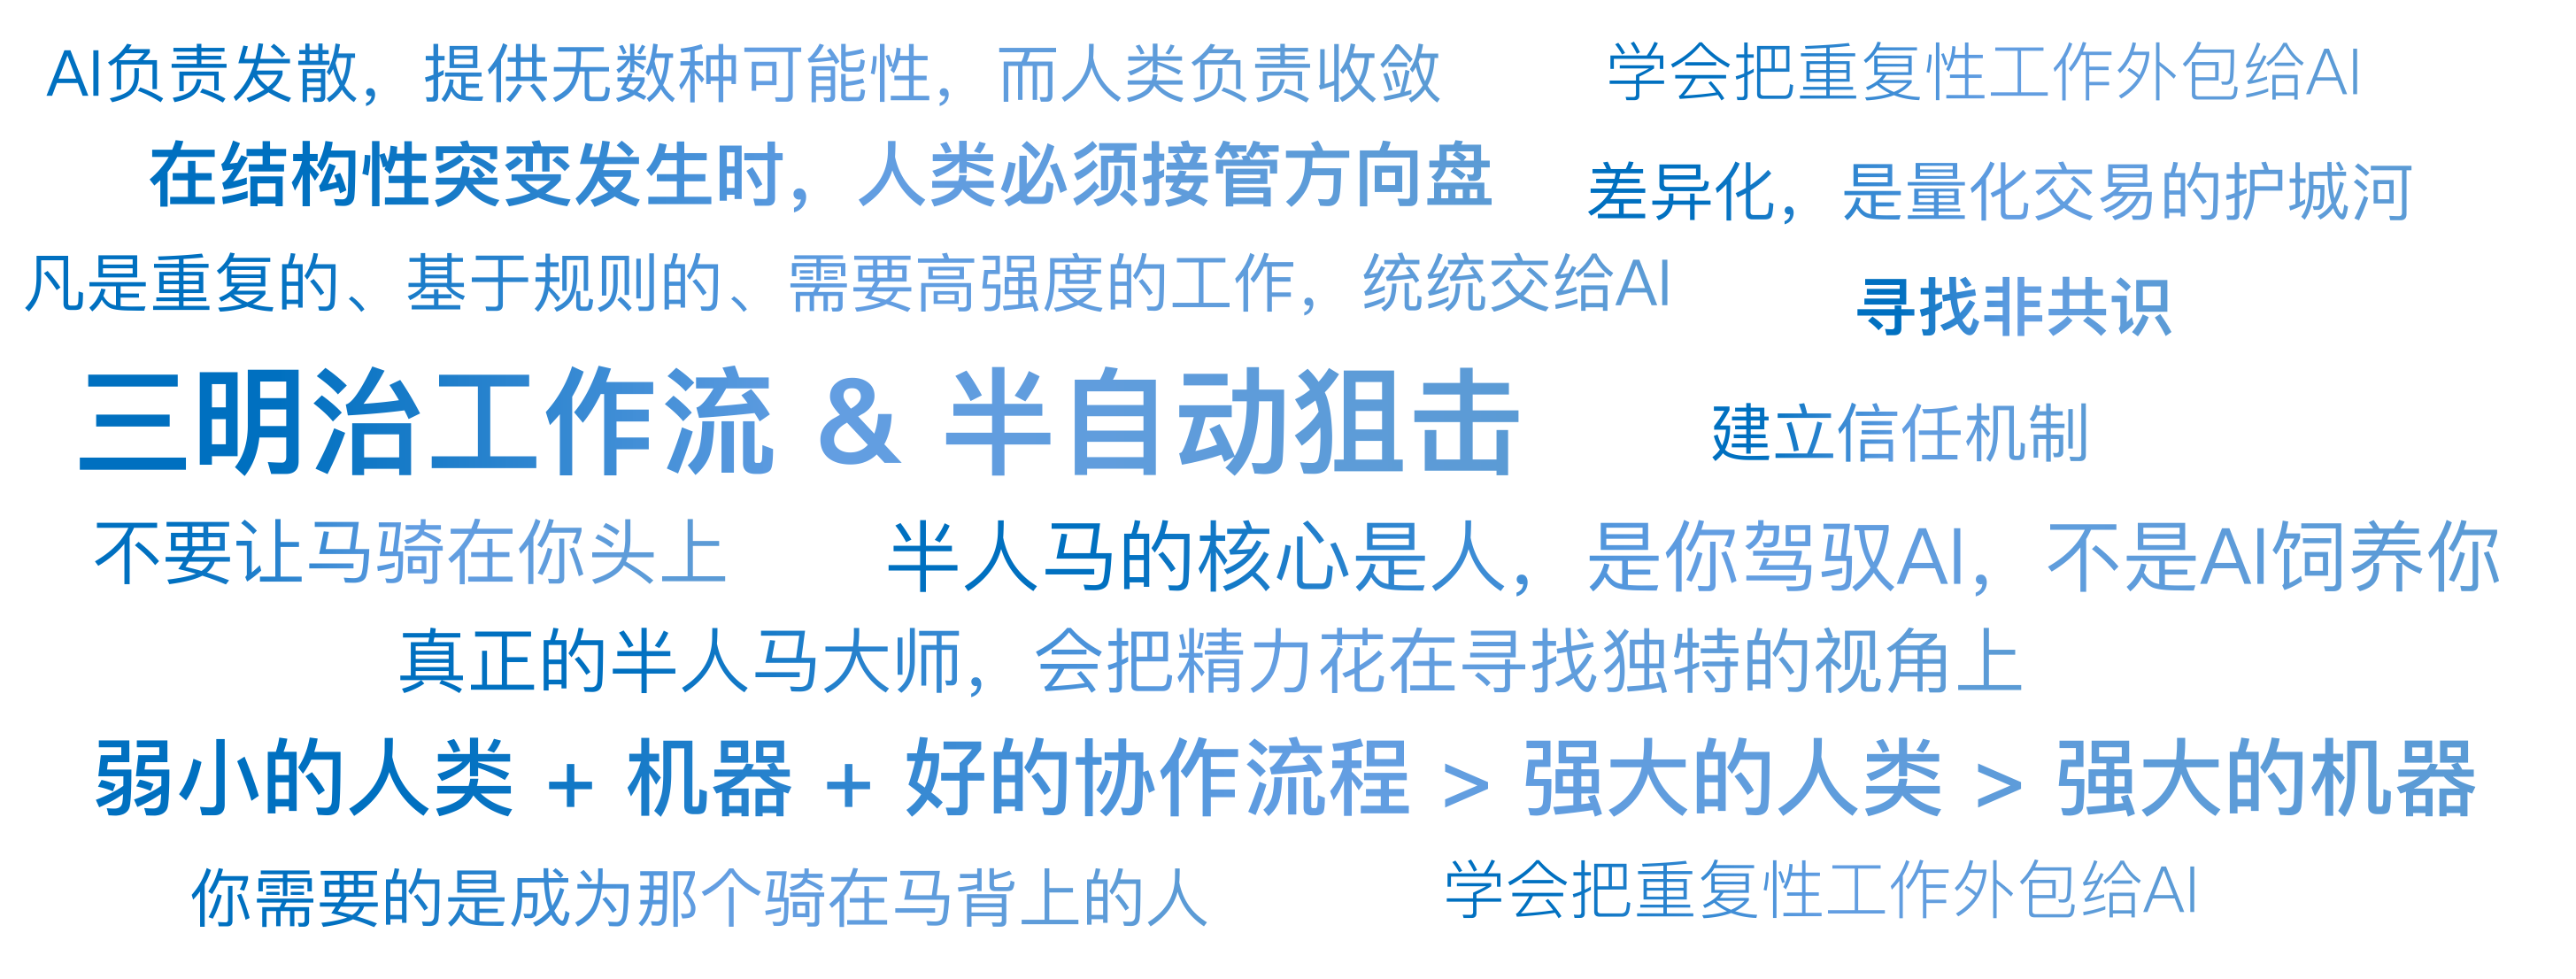 AI负责发散，提供无数种可能性，而人类负责收敛
学会把重复性工作外包给AI
在结构性突变发生时，人类必须接管方向盘
差异化，是量化交易的护城河
凡是重复的、基于规则的、需要高强度的工作，统统交给AI
寻找非共识
三明治工作流 & 半自动狙击
建立信任机制
不要让马骑在你头上
半人马的核心是人，是你驾驭AI，不是AI饲养你
真正的半人马大师，会把精力花在寻找独特的视角上
弱小的人类 + 机器 + 好的协作流程 > 强大的人类 > 强大的机器
你需要的是成为那个骑在马背上的人
学会把重复性工作外包给AI